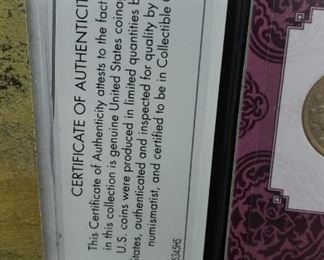 CERTIFICATE OF AUTHENTICIT
This Certificate of Authenticity attests to the fact
in this collection is genuine United States coinag
U.S. coins were produced in limited quantities b
tates, authenticated and inspected for quality by
numismatist, and certified to be in Collectible